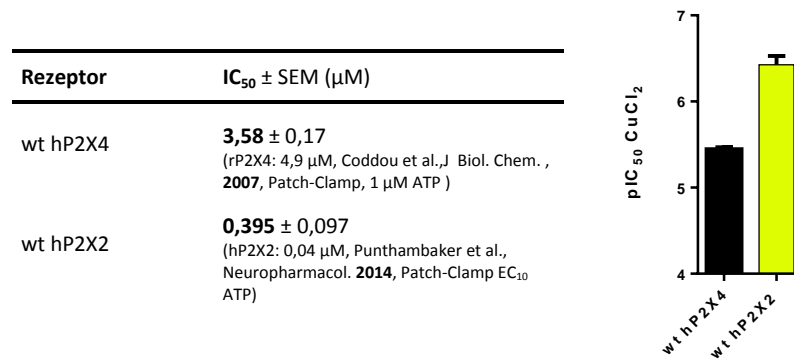 Rezeptor IC50 ± SEM (µM)
wt hP2X4 3,58 ± 0,17
(rP2X4: 4,9 µM, Coddou et al.,J Biol. Chem. ,
2007, Patch-Clamp, 1 µM ATP )
wt hP2X2 0,395 ± 0,097
(hP2X2: 0,04 µM, Punthambaker et al.,
Neuropharmacol. 2014, Patch-Clamp EC10
ATP)
pIC50 CuCl2
7
6
5
4
wt hP2X4
wt hP2X2